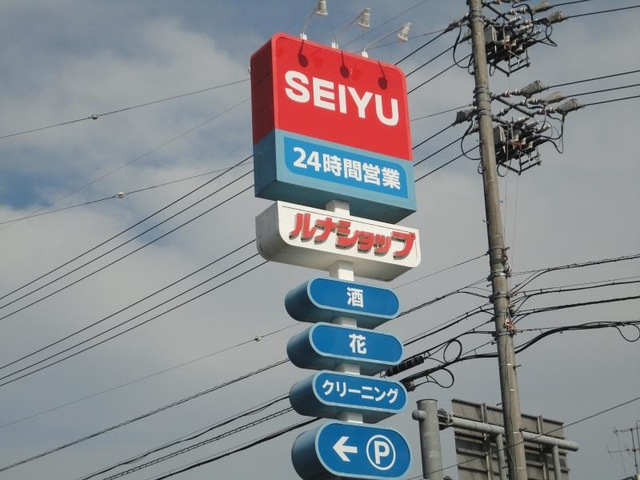 SEIYU
24時間営業
ルナショップ
酒
花
クリーニング
← P